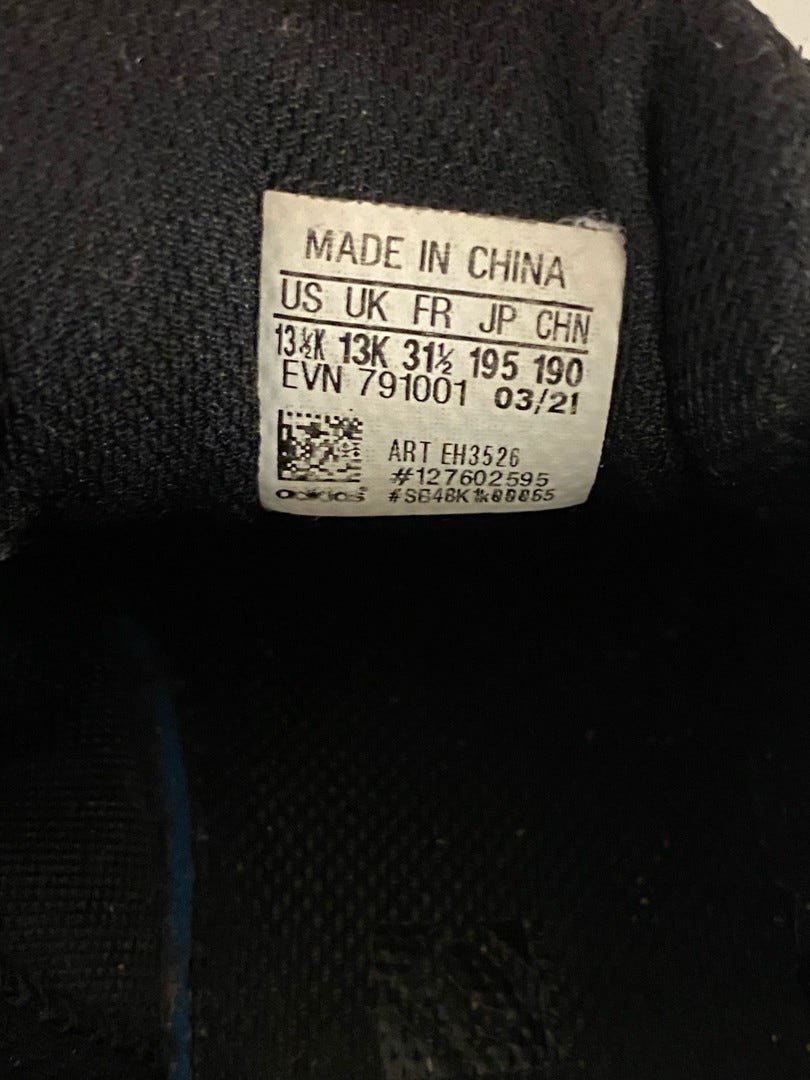 MADE IN CHINA
US UK FR JP CHN
13½K 13K 31½ 195 190
EVN 791001 03/21
ART EH3526
#127602595
adidas